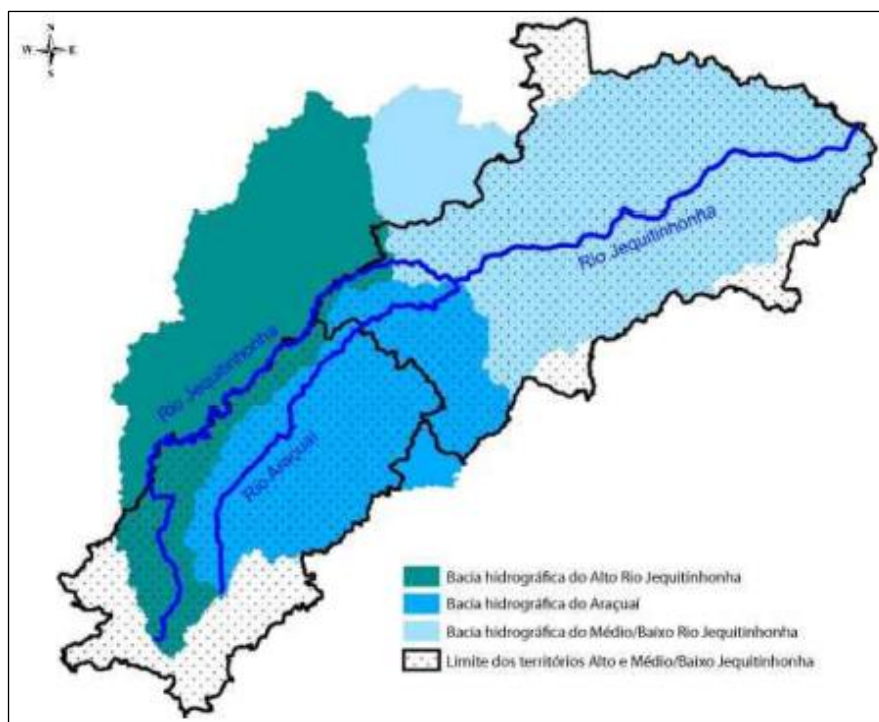 N
W E
S
Rio Jequitinhonha
Rio Jequitinhonha
Rio Araçuaí
Bacia hidrográfica do Alto Rio Jequitinhonha
Bacia hidrográfica do Araçuaí
Bacia hidrográfica do Médio/Baixo Rio Jequitinhonha
Limite dos territórios Alto e Médio/Baixo Jequitinhonha